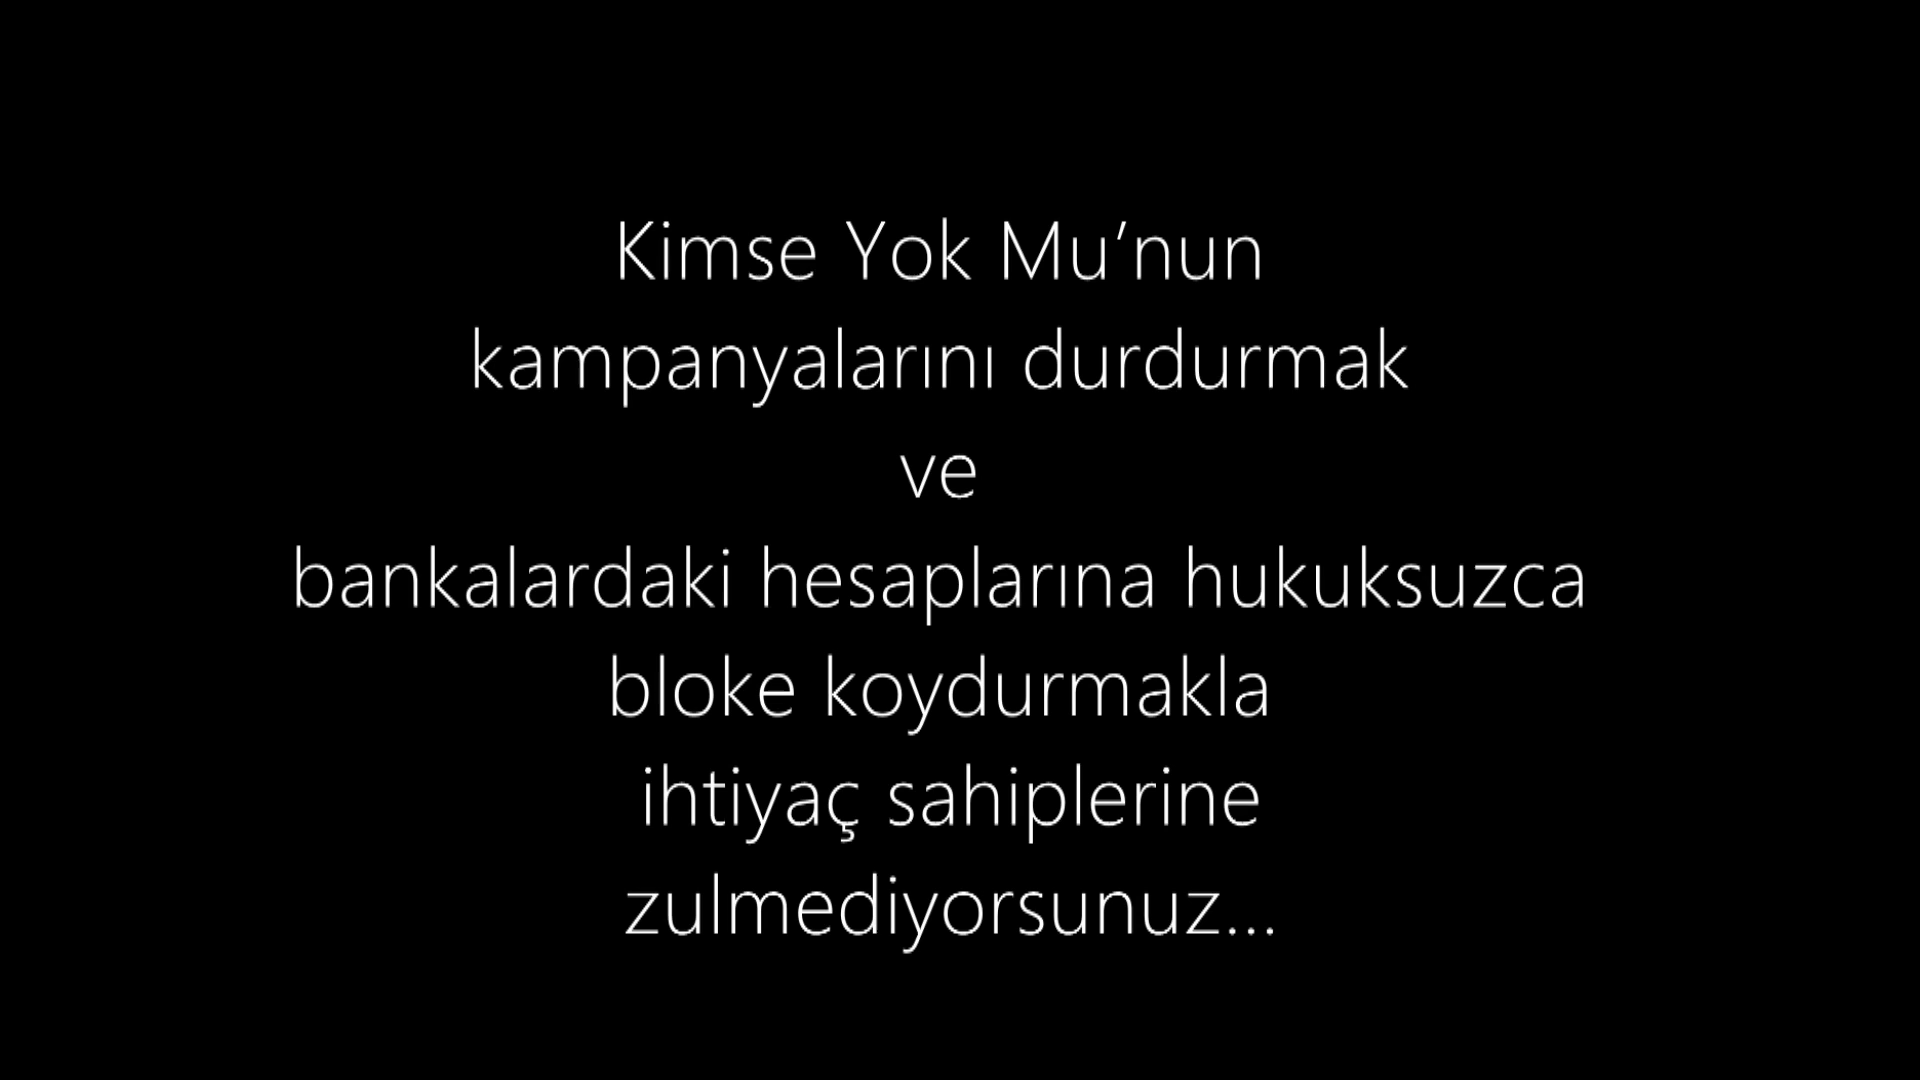 Kimse Yok Mu’nun
kampanyalarını durdurmak
ve
bankalardaki hesaplarına hukuksuzca
bloke koydurmakla
ihtiyaç sahiplerine
zulmediyorsunuz...